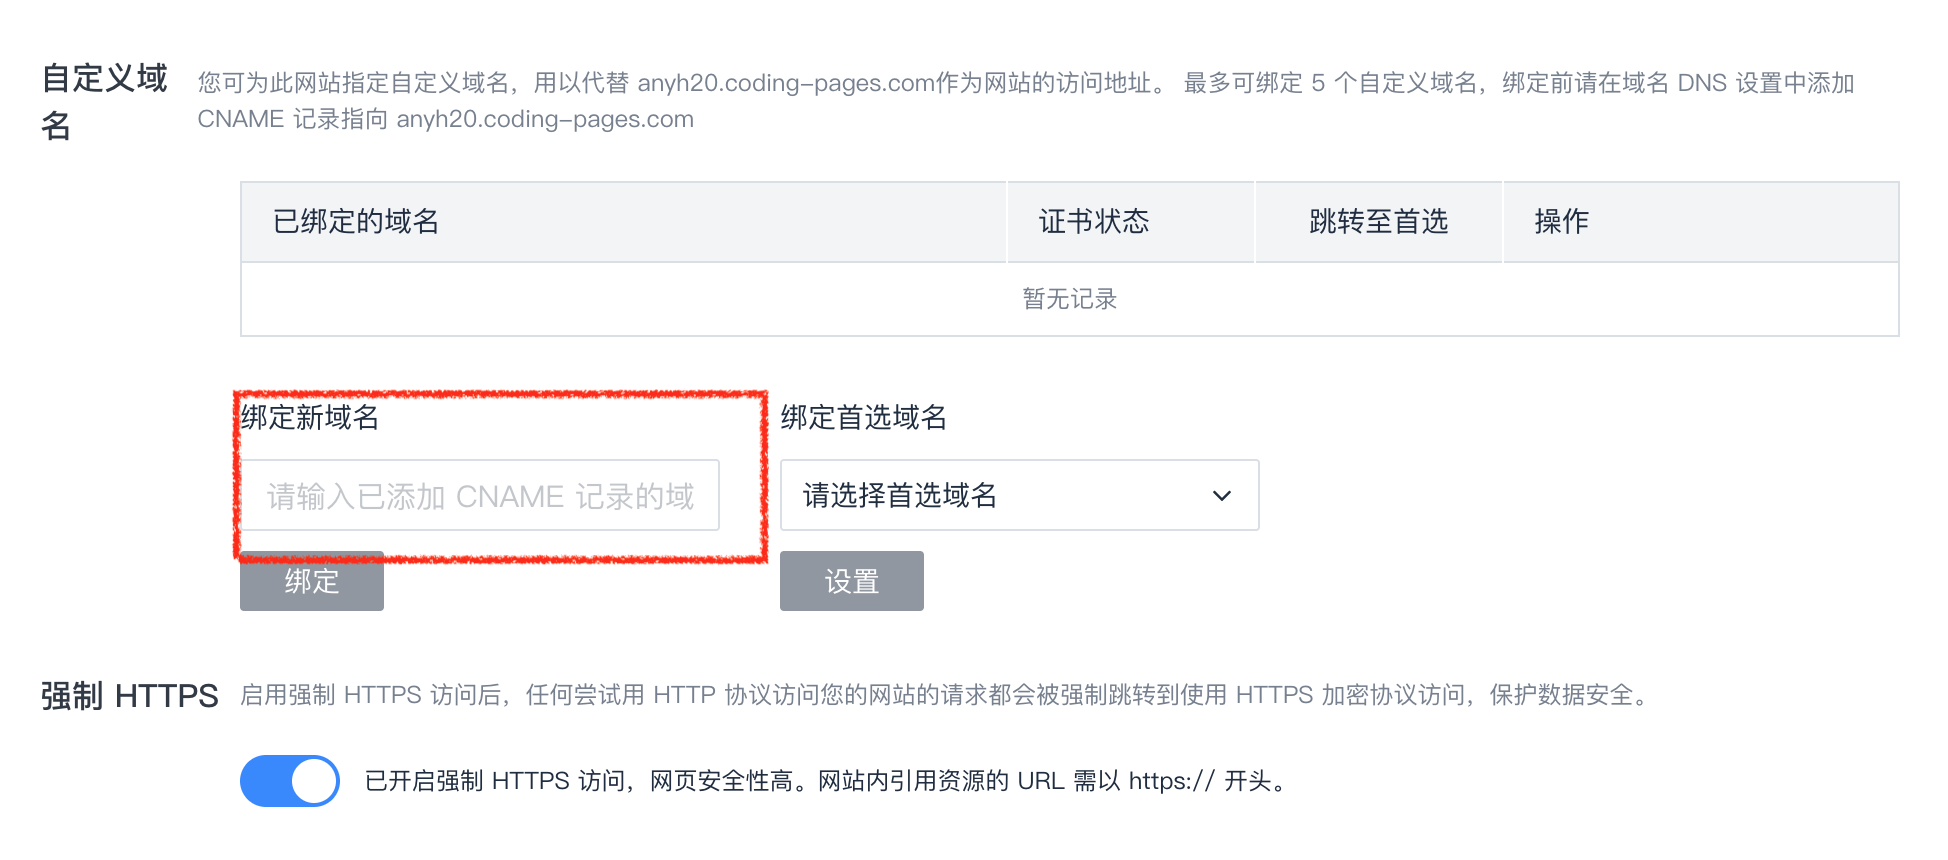 自定义域名
您可为此网站指定自定义域名，用以代替 anyh20.coding-pages.com作为网站的访问地址。 最多可绑定 5 个自定义域名，绑定前请在域名 DNS 设置中添加
CNAME 记录指向 anyh20.coding-pages.com
已绑定的域名 证书状态 跳转至首选 操作
暂无记录
绑定新域名 绑定首选域名
请输入已添加 CNAME 记录的域 请选择首选域名
绑定 设置
强制 HTTPS 启用强制 HTTPS 访问后，任何尝试用 HTTP 协议访问您的网站的请求都会被强制跳转到使用 HTTPS 加密协议访问，保护数据安全。
已开启强制 HTTPS 访问，网页安全性高。网站内引用资源的 URL 需以 https:// 开头。